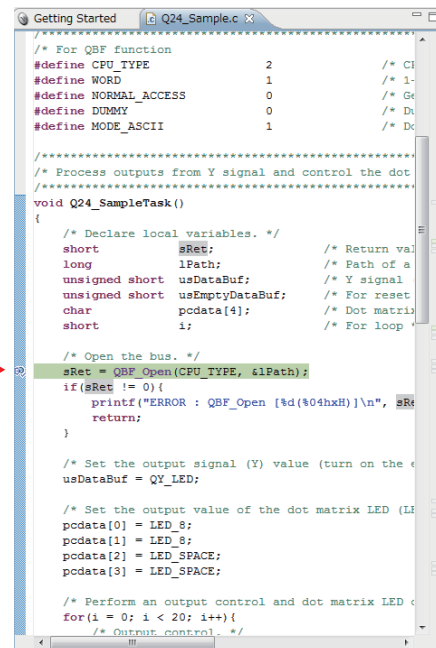 Getting Started Q24_Sample.c
/* For QBF function
#define CPU_TYPE 2 /*
#define WORD 1 /* 1-
#define NORMAL_ACCESS 0 /* Ge
#define DUMMY 0 /* Du
#define MODE_ASCII 1 /* Do
/****************************************************
/* Process outputs from Y signal and control the dot
/****************************************************
void Q24_SampleTask()
{
/* Declare local variables. */
short sRet; /* Return val
long lPath; /* Path of a
unsigned short usDataBuf; /* Y signal
unsigned short usEmptyDataBuf; /* For reset
char pcdata[4]; /* Dot matri
short i; /* For loop
/* Open the bus. */
sRet = QBF_Open(CPU_TYPE, &lPath);
if(sRet != 0){
printf("ERROR : QBF_Open [%d(%04hxH)]\n", sRe
return;
}
/* Set the output signal (Y) value (turn on the e
usDataBuf = QY_LED;
/* Set the output value of the dot matrix LED (LE
pcdata[0] = LED_8;
pcdata[1] = LED_8;
pcdata[2] = LED_SPACE;
pcdata[3] = LED_SPACE;
/* Perform an output control and dot matrix LED
for(i = 0; i < 20; i++){
/* Output control. */